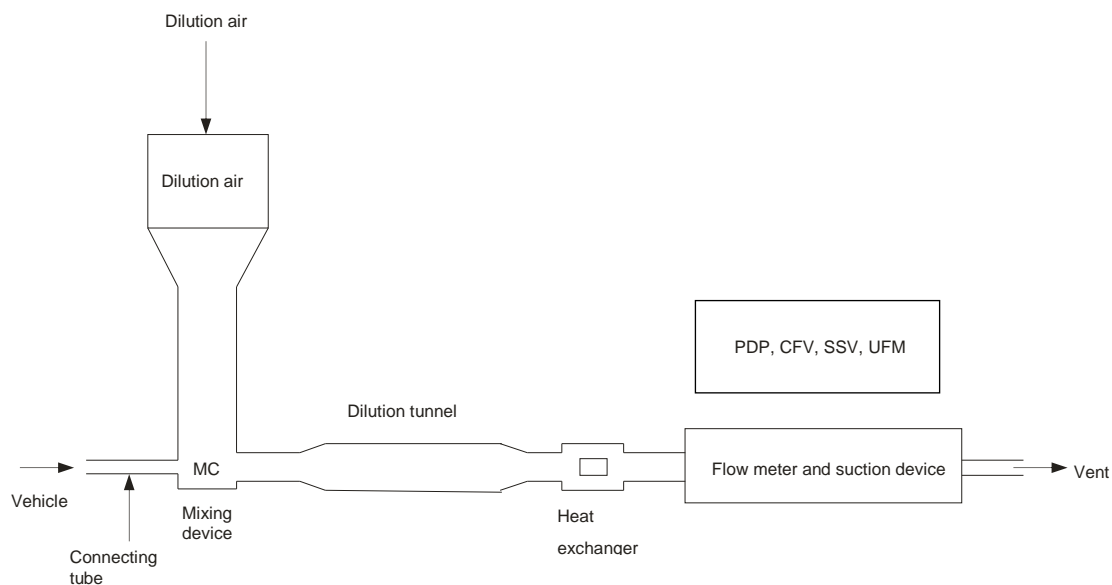 Dilution air
Dilution air
PDP, CFV, SSV, UFM
Dilution tunnel
MC
Flow meter and suction device
Vent
Vehicle
Mixing
device
Heat
exchanger
Connecting
tube